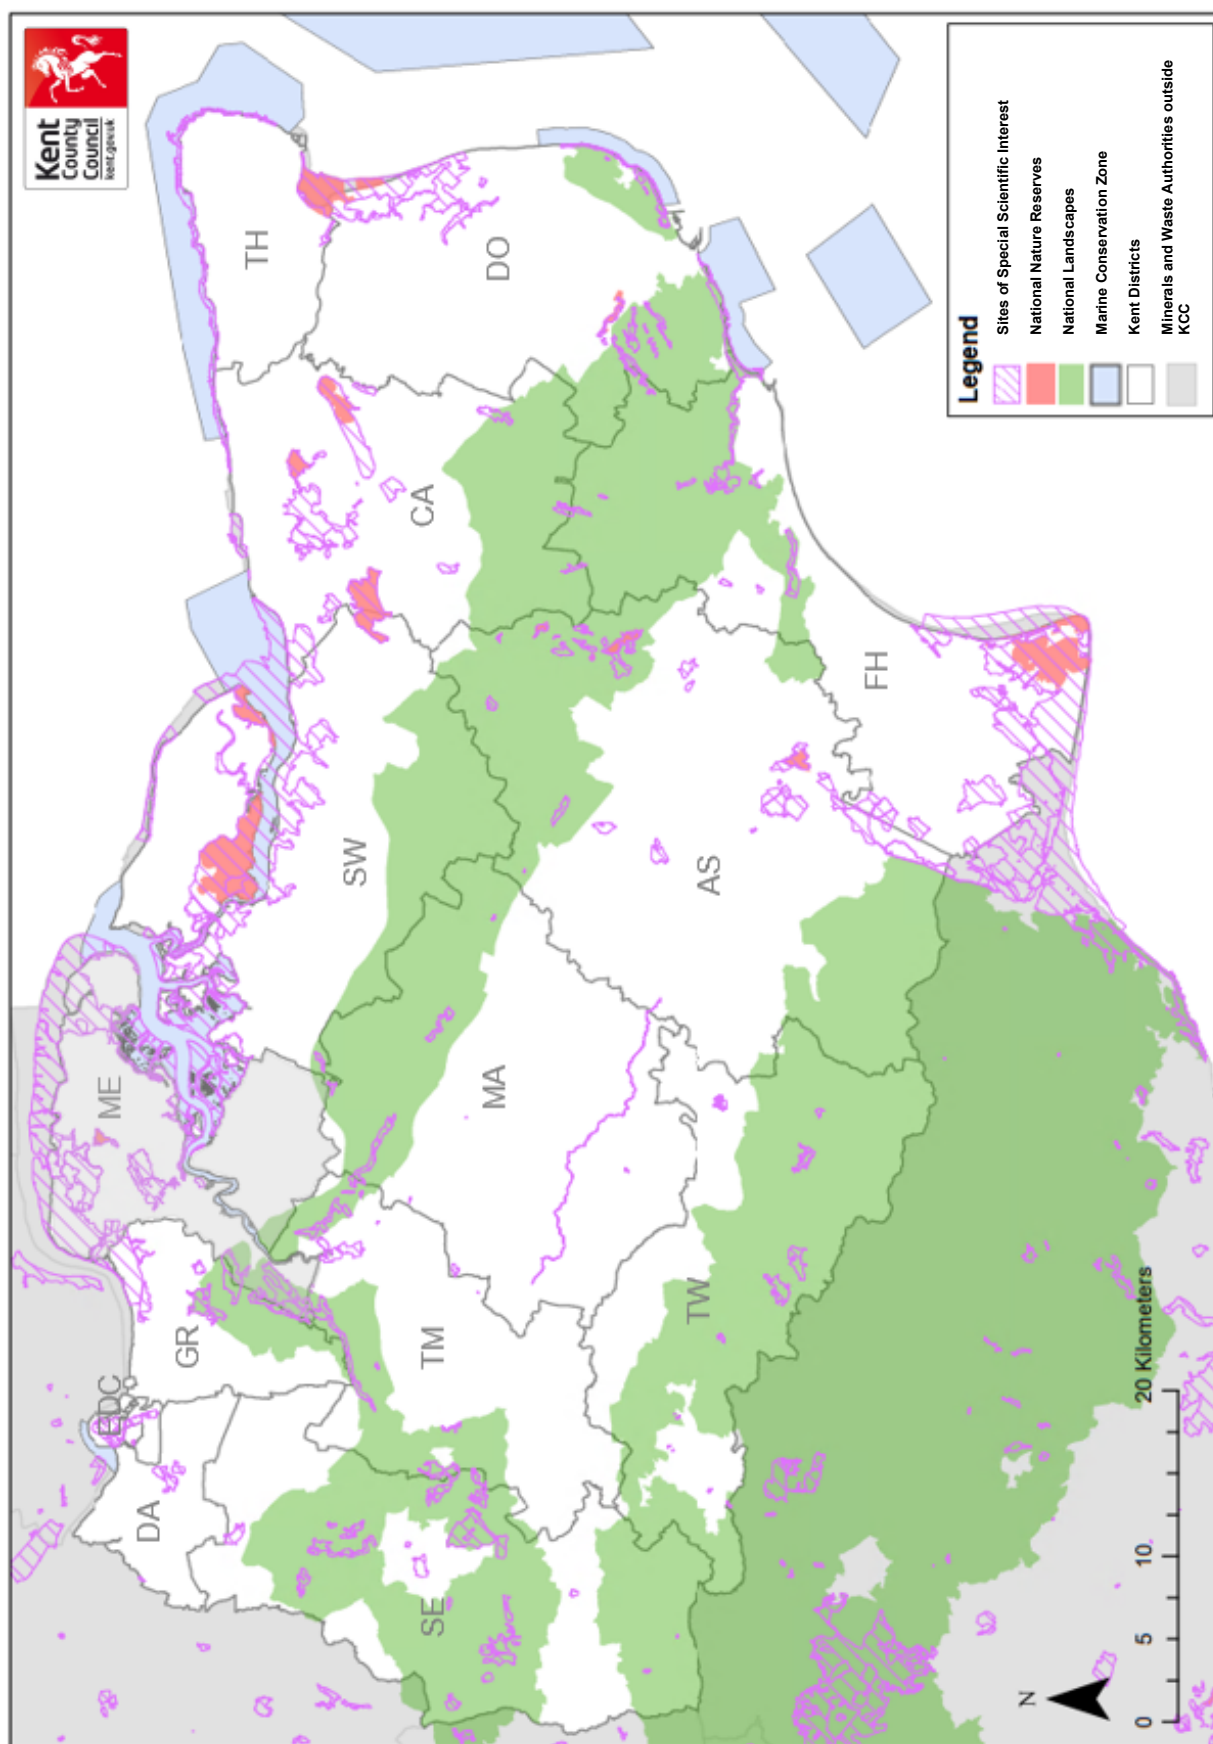 Kent
County
Council
kent.gov.uk
TH
DO
CA
ME
SW
FH
AS
MA
GR
EDC
TM
TW
DA
SE
Legend
Sites of Special Scientific Interest
National Nature Reserves
National Landscapes
Marine Conservation Zone
Kent Districts
Minerals and Waste Authorities outside
KCC
N
0 5 10 20 Kilometers